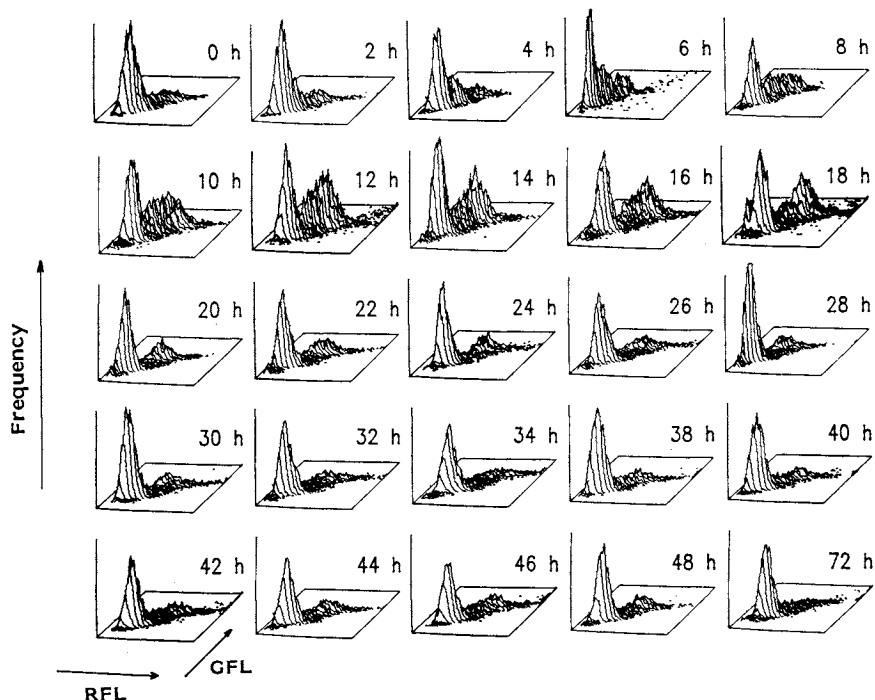 0 h 2 h 4 h 6 h 8 h
10 h 12 h 14 h 16 h 18 h
20 h 22 h 24 h 26 h 28 h
30 h 32 h 34 h 38 h 40 h
42 h 44 h 46 h 48 h 72 h
Frequency
GFL
RFL